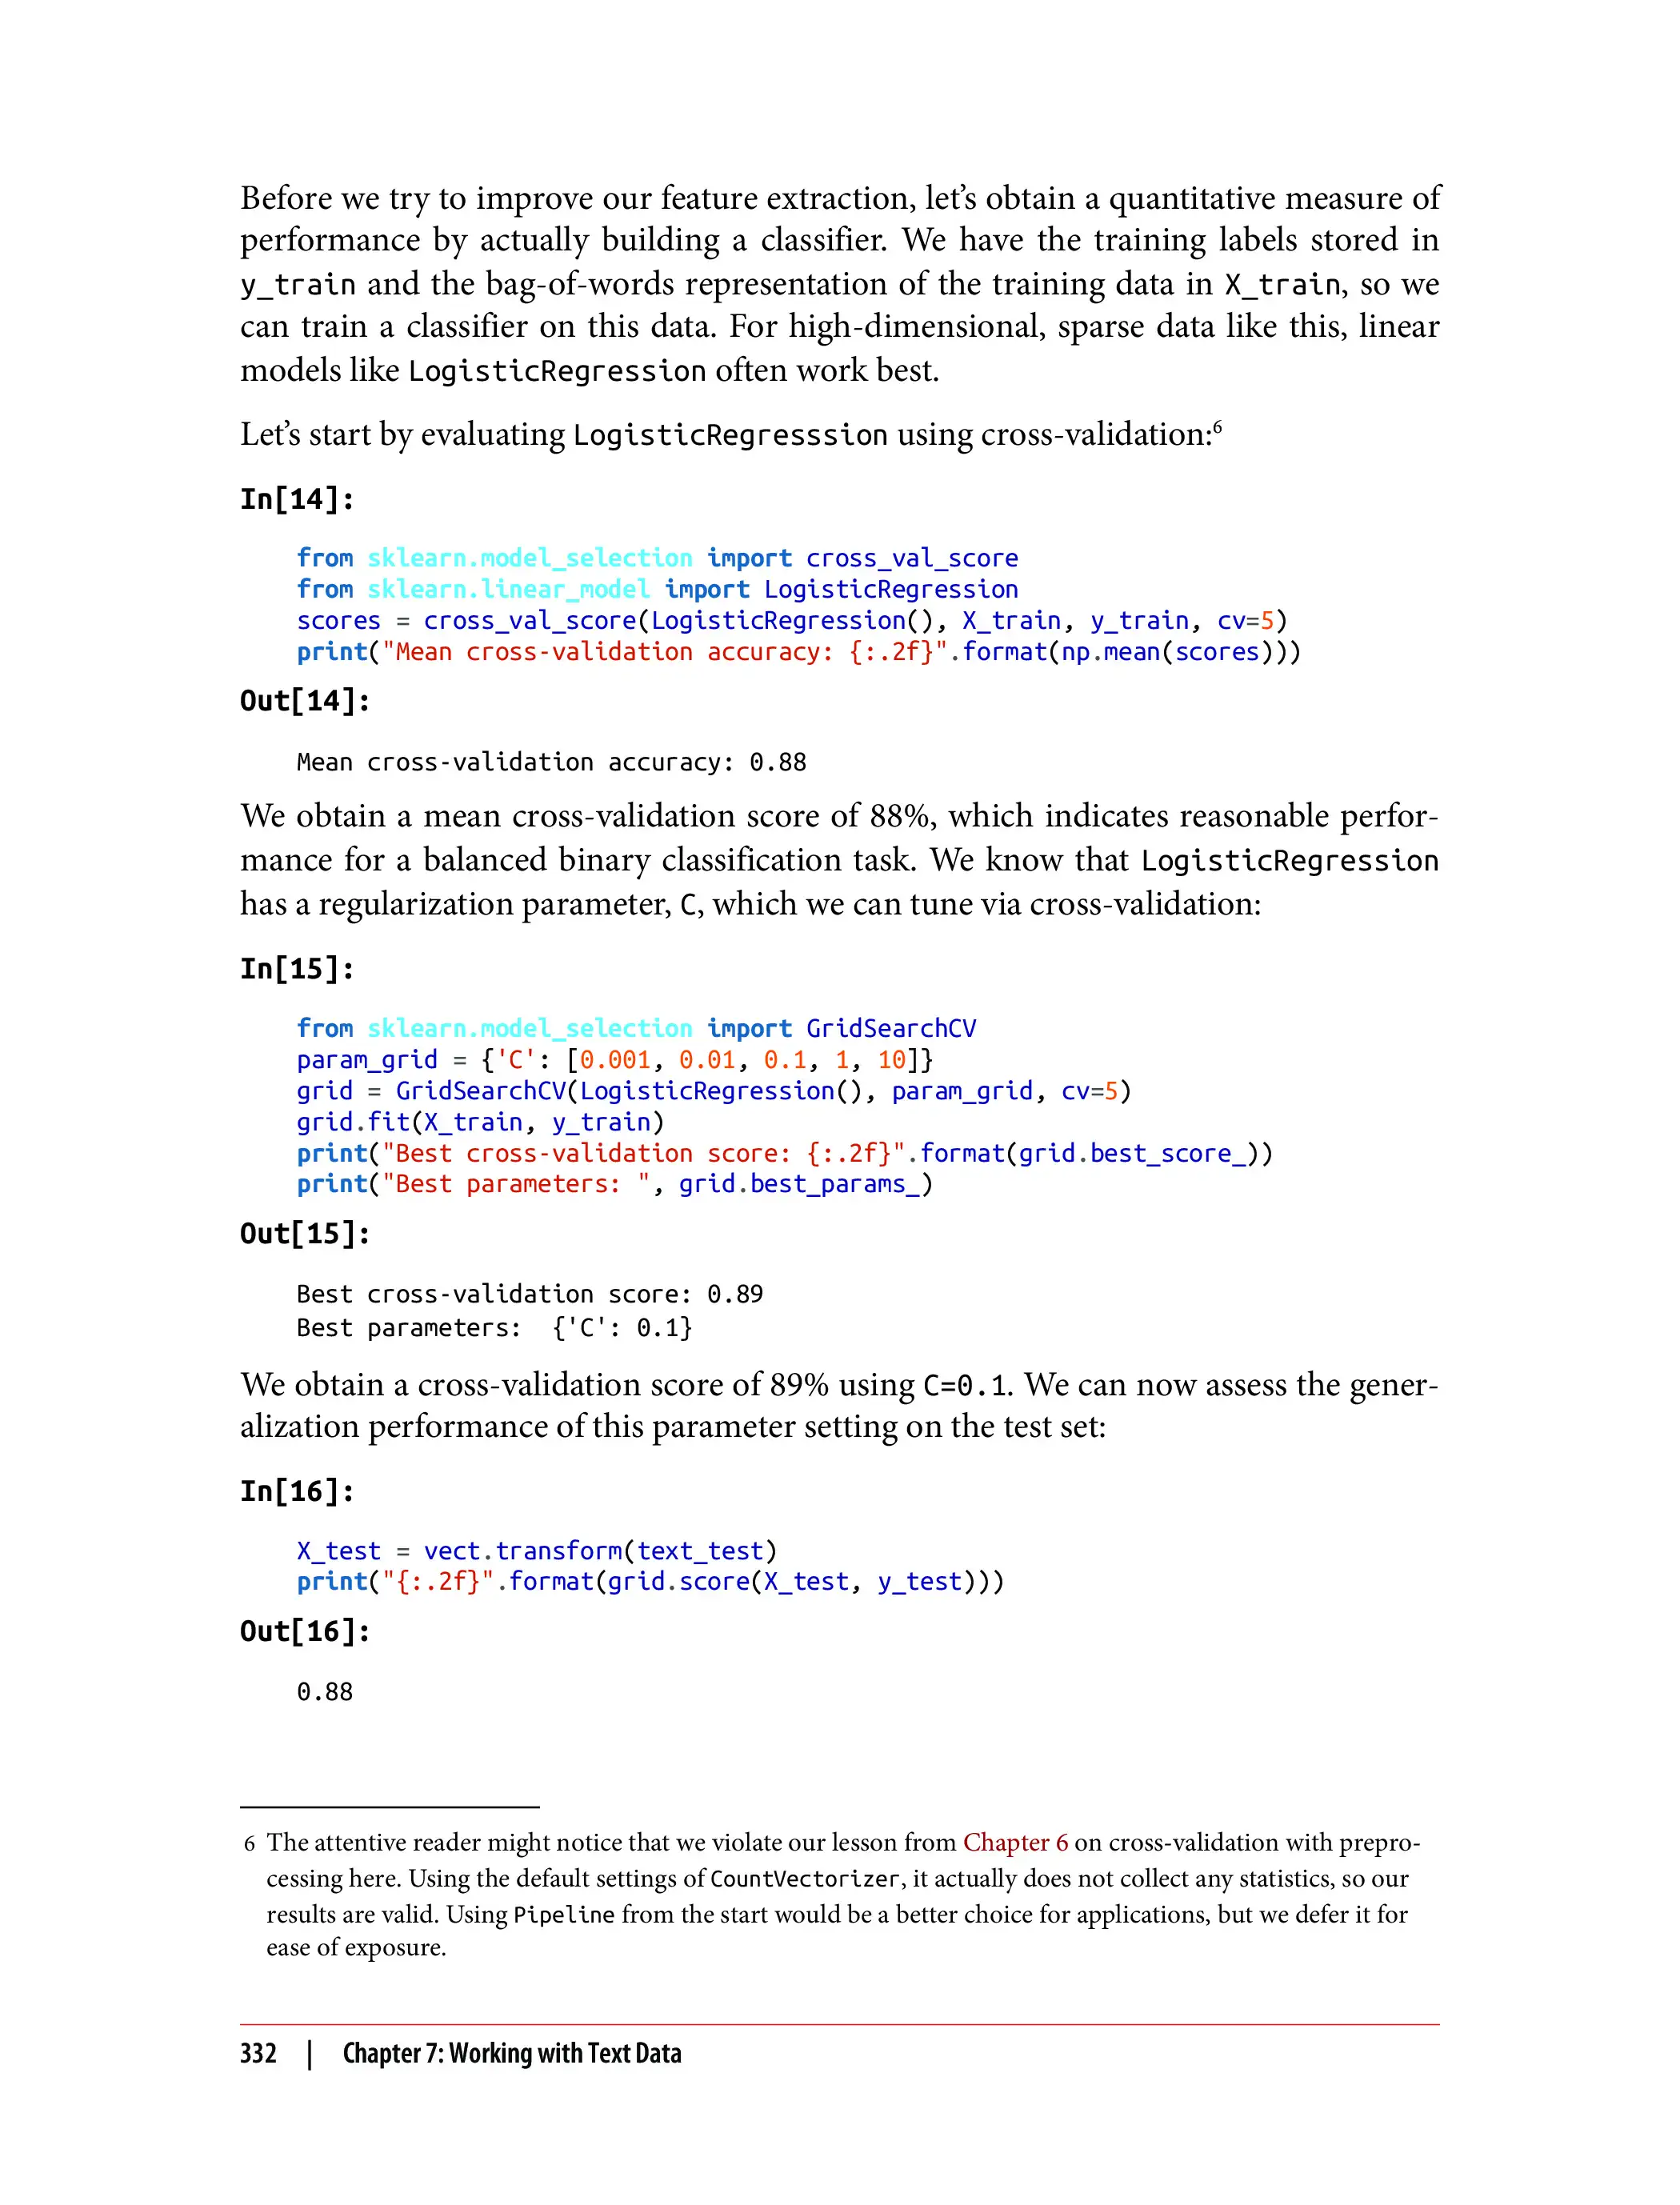 Before we try to improve our feature extraction, let’s obtain a quantitative measure of
performance by actually building a classifier. We have the training labels stored in
y_train and the bag-of-words representation of the training data in X_train, so we
can train a classifier on this data. For high-dimensional, sparse data like this, linear
models like LogisticRegression often work best.
Let’s start by evaluating LogisticRegresssion using cross-validation:6
In[14]:
from sklearn.model_selection import cross_val_score
from sklearn.linear_model import LogisticRegression
scores = cross_val_score(LogisticRegression(), X_train, y_train, cv=5)
print("Mean cross-validation accuracy: {:.2f}".format(np.mean(scores)))
Out[14]:
Mean cross-validation accuracy: 0.88
We obtain a mean cross-validation score of 88%, which indicates reasonable perfor-
mance for a balanced binary classification task. We know that LogisticRegression
has a regularization parameter, C, which we can tune via cross-validation:
In[15]:
from sklearn.model_selection import GridSearchCV
param_grid = {'C': [0.001, 0.01, 0.1, 1, 10]}
grid = GridSearchCV(LogisticRegression(), param_grid, cv=5)
grid.fit(X_train, y_train)
print("Best cross-validation score: {:.2f}".format(grid.best_score_))
print("Best parameters: ", grid.best_params_)
Out[15]:
Best cross-validation score: 0.89
Best parameters:  {'C': 0.1}
We obtain a cross-validation score of 89% using C=0.1. We can now assess the gener-
alization performance of this parameter setting on the test set:
In[16]:
X_test = vect.transform(text_test)
print("{:.2f}".format(grid.score(X_test, y_test)))
Out[16]:
0.88
6 The attentive reader might notice that we violate our lesson from Chapter 6 on cross-validation with prepro-
cessing here. Using the default settings of CountVectorizer, it actually does not collect any statistics, so our
results are valid. Using Pipeline from the start would be a better choice for applications, but we defer it for
ease of exposure.
332 | Chapter 7: Working with Text Data